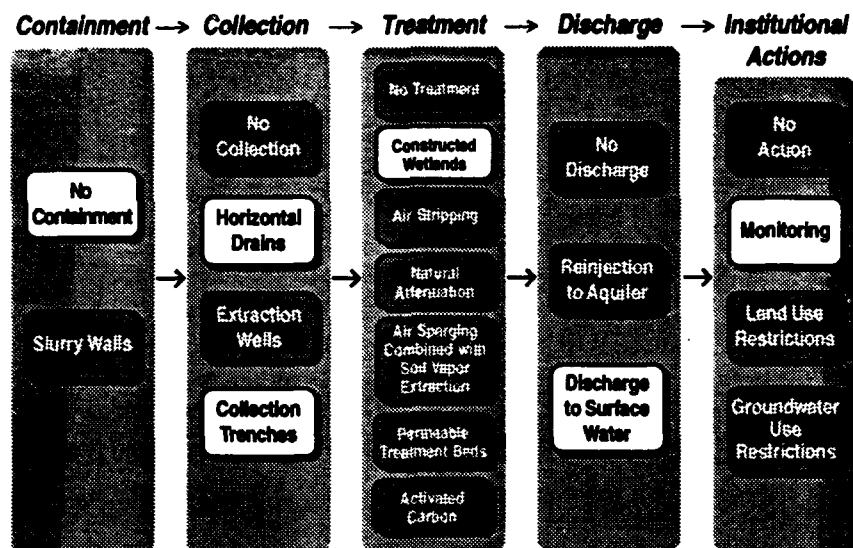 Containment → Collection → Treatment → Discharge → Institutional
Actions
No
Containment
Slurry Walls
No
Collection
Horizontal
Drains
Extraction
Wells
Collection
Trenches
No Treatment
Constructed
Wetlands
Air Stripping
Natural
Attenuation
Air Sparging
Combined with
Soil Vapor
Extraction
Permeable
Treatment Beds
Activated
Carbon
No
Discharge
Reinjection
to Aquifer
Discharge
to Surface
Water
No
Action
Monitoring
Land Use
Restrictions
Groundwater
Use
Restrictions